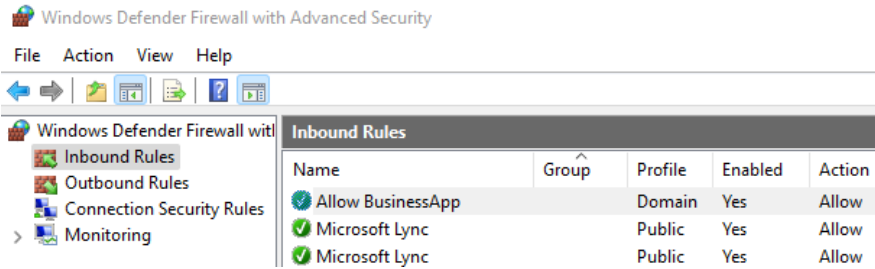 Windows Defender Firewall with Advanced Security
File Action View Help
Windows Defender Firewall witl
Inbound Rules
Outbound Rules
Connection Security Rules
Monitoring
Inbound Rules
Name Group Profile Enabled Action
Allow BusinessApp Domain Yes Allow
Microsoft Lync Public Yes Allow
Microsoft Lync Public Yes Allow